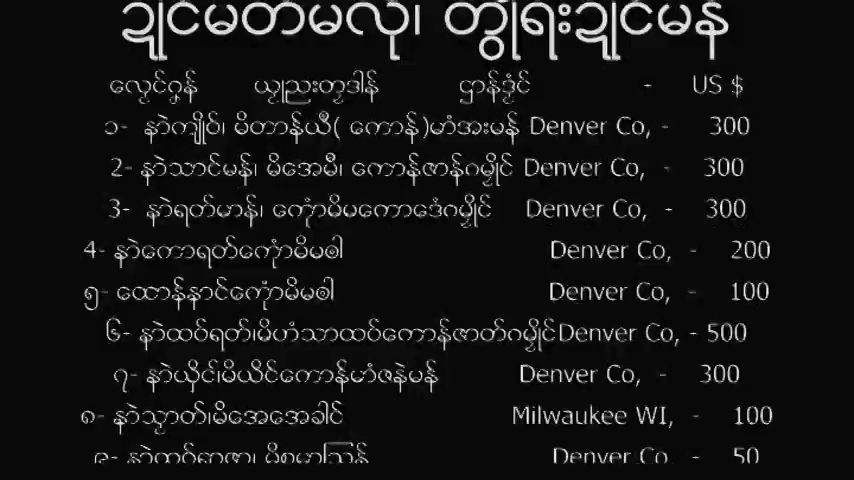 ဍုင်မတ်မလီု၊ တွဵုရးဍုင်မန်
လ္ၚေင်ဂၞန် ယၟုညးတၠဒါန် ဌာန်ဒ္ဂံင် - US $
၁- နာဲကျိုဝ်၊ မိတာန်ယီ( ကောန်)မာံအးမန် Denver Co, - 300
2- နာဲသာင်မန်၊ မိအေမီ၊ ကောန်ဇာန်ဂမၠိုင် Denver Co, - 300
3- နာဲရတ်မာန်၊ ကေုာံမိမကောဒေံဂမၠိုင် Denver Co, - 300
4- နာဲကောရတ်ကေုာံမိမစါ Denver Co, - 200
၅- ထောန်နာင်ကေုာံမိမစါ Denver Co, - 100
၆- နာဲထဝ်ရတ်၊မိဟံသာထဝ်ကောန်ဇာတ်ဂမၠိုင်Denver Co, - 500
၇- နာဲယှိင်၊မိယိင်ကောန်မာံဇနဲမန် Denver Co, - 300
၈- နာဲသၠာတ်၊မိအေအေခါင် Milwaukee WI, - 100
Denver Co - 50